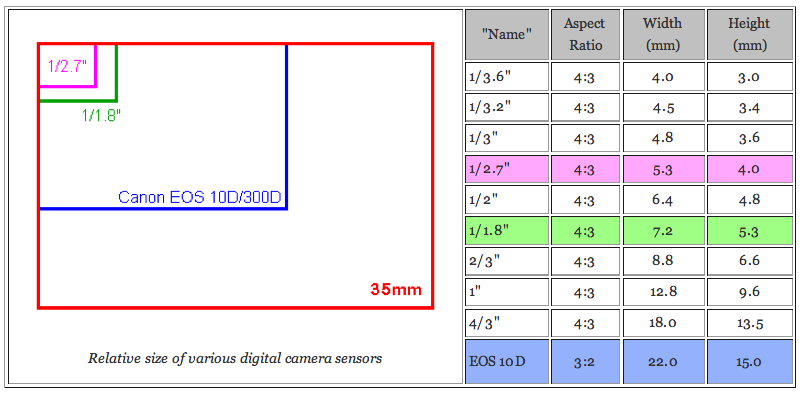 1/2.7"
1/1.8"
Canon EOS 10D/300D
35mm
Relative size of various digital camera sensors
"Name" Aspect Ratio Width (mm) Height (mm)
1/3.6" 4:3 4.0 3.0
1/3.2" 4:3 4.5 3.4
1/3" 4:3 4.8 3.6
1/2.7" 4:3 5.3 4.0
1/2" 4:3 6.4 4.8
1/1.8" 4:3 7.2 5.3
2/3" 4:3 8.8 6.6
1" 4:3 12.8 9.6
4/3" 4:3 18.0 13.5
EOS 10D 3:2 22.0 15.0